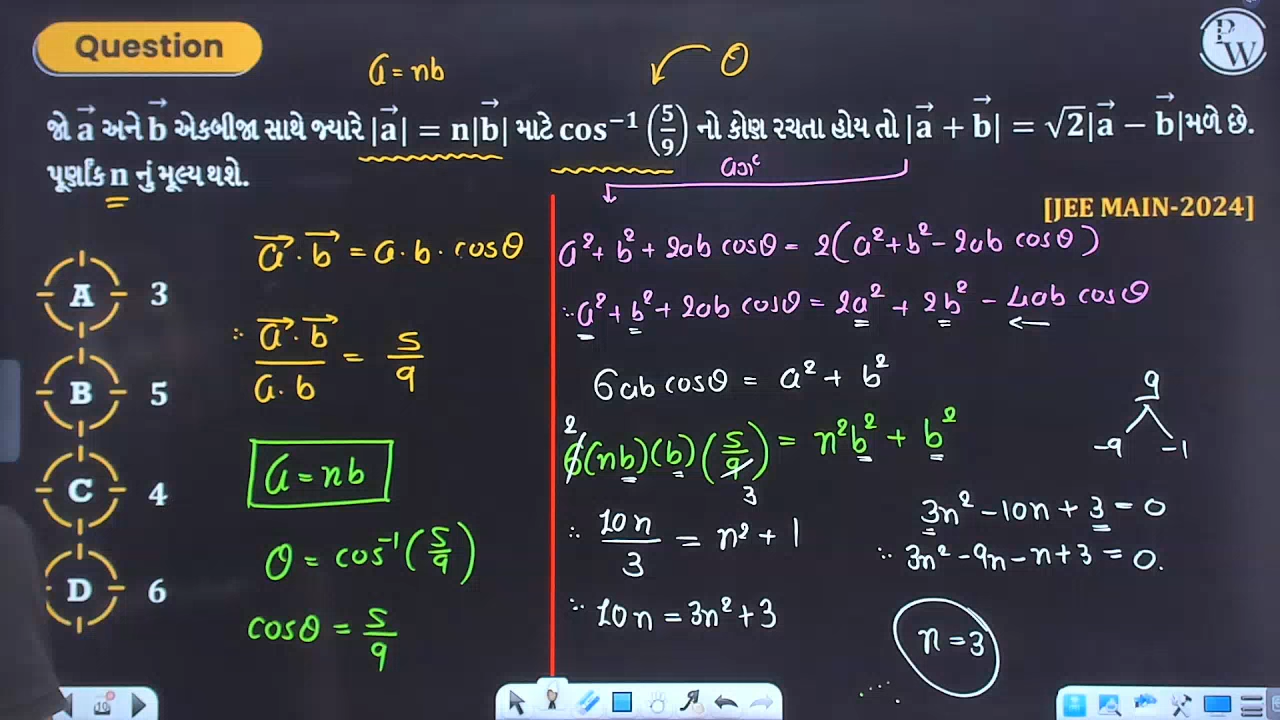 Question
PW
a = nb
θ
જો a⃗ અને b⃗ એકબીજા સાથે જ્યારે |a⃗| = n|b⃗| માટે cos⁻¹(5/9) નો કોણ રચતા હોય તો |a⃗ + b⃗| = √2|a⃗ − b⃗| મળે છે.
પૂર્ણાંક n નું મૂલ્ય થશે.
[JEE MAIN-2024]
A 3
B 5
C 4
D 6
a⃗ · b⃗ = a · b · cosθ
∴ a⃗ · b⃗ / a · b = 5/9
a = nb
θ = cos⁻¹(5/9)
cosθ = 5/9
a² + b² + 2ab cosθ = 2(a² + b² − 2ab cosθ)
∴ a² + b² + 2ab cosθ = 2a² + 2b² − 4ab cosθ
6ab cosθ = a² + b²
2
6(nb)(b)(5/9) = n²b² + b²
3
∴ 10n/3 = n² + 1
∴ 10n = 3n² + 3
9
-9 -1
3n² − 10n + 3 = 0
∴ 3n² − 9n − n + 3 = 0.
n = 3
10